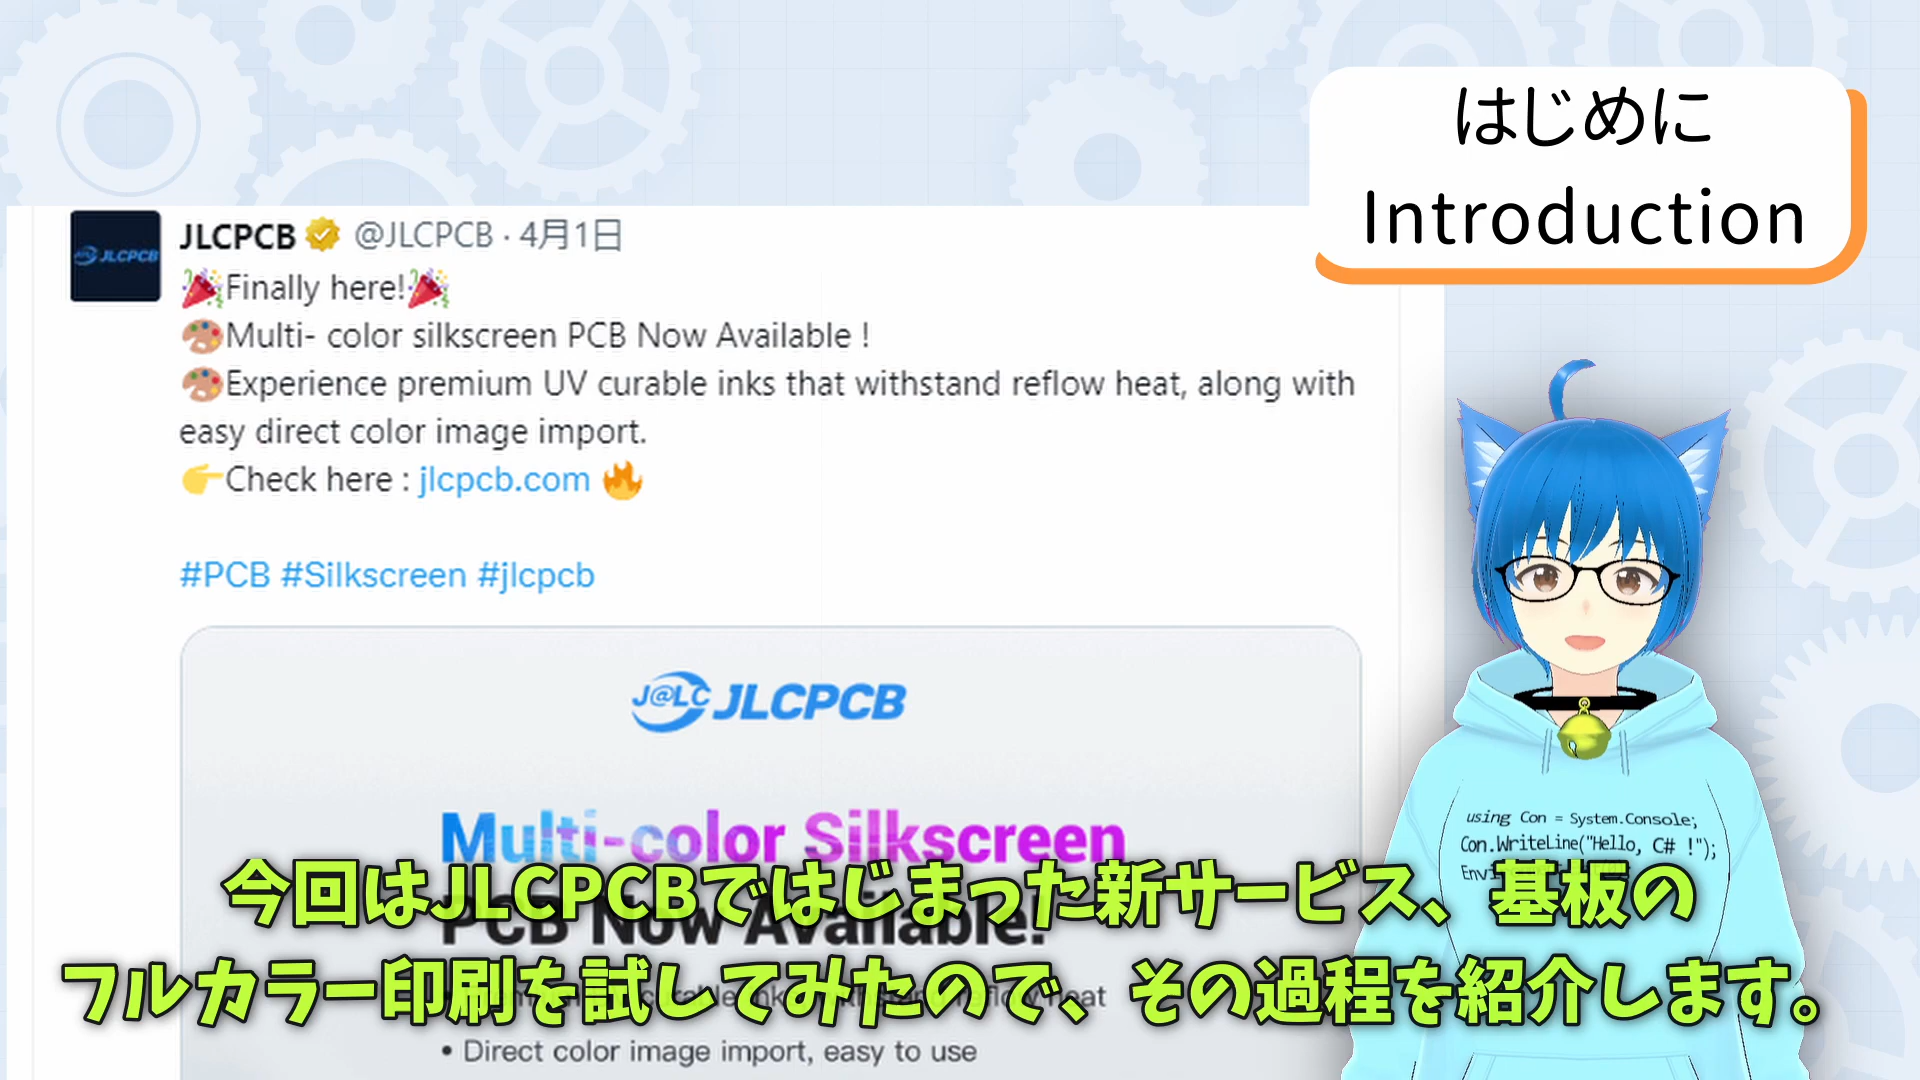 はじめに
Introduction
JLCPCB
JLCPCB @JLCPCB · 4月1日
🎉Finally here!🎉
🎨Multi- color silkscreen PCB Now Available !
🎨Experience premium UV curable inks that withstand reflow heat, along with
easy direct color image import.
👉Check here : jlcpcb.com 🔥
#PCB #Silkscreen #jlcpcb
J@LC JLCPCB
Multi-color Silkscreen
PCB Now Available!
reflow heat
• Direct color image import, easy to use
using Con = System.Console;
Con.WriteLine("Hello, C# !");
今回はJLCPCBではじまった新サービス、基板の
フルカラー印刷を試してみたので、その過程を紹介します。